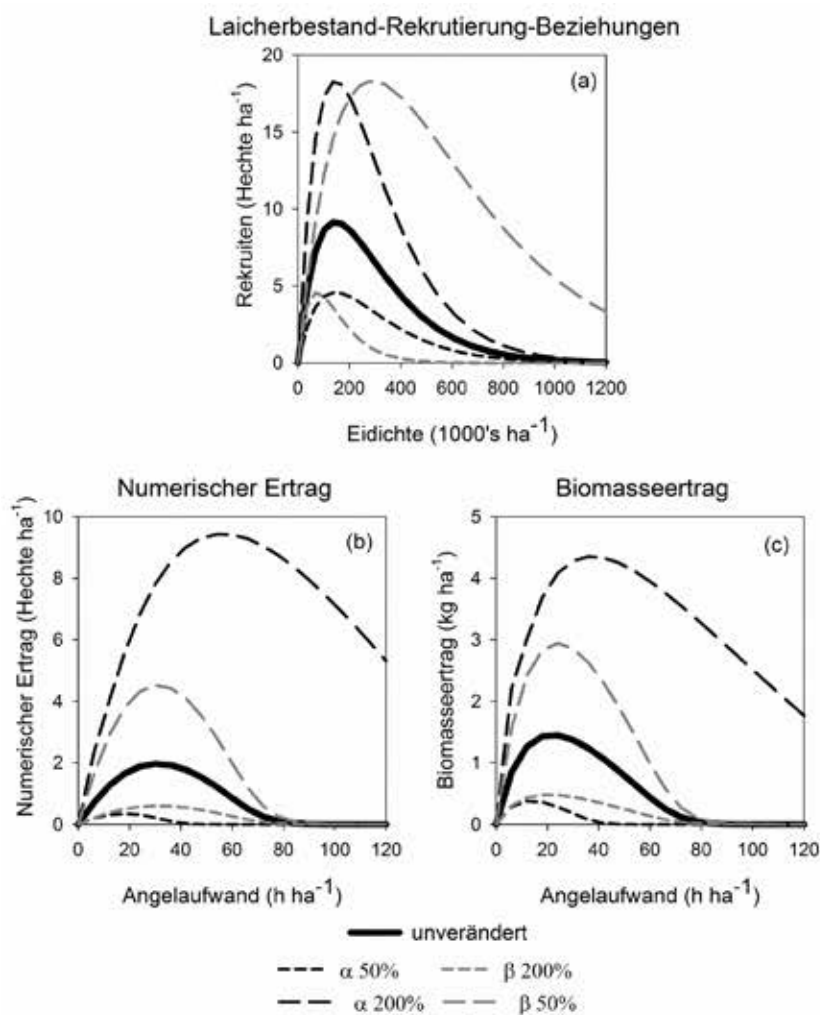 Laicherbestand-Rekrutierung-Beziehungen
(a)
Rekruiten (Hechte ha⁻¹)
20
15
10
5
0
0 200 400 600 800 1000 1200
Eidichte (1000's ha⁻¹)
Numerischer Ertrag
(b)
Numerischer Ertrag (Hechte ha⁻¹)
10
8
6
4
2
0
0 20 40 60 80 100 120
Angelaufwand (h ha⁻¹)
Biomasseertrag
(c)
Biomasseertrag (kg ha⁻¹)
5
4
3
2
1
0
0 20 40 60 80 100 120
Angelaufwand (h ha⁻¹)
unverändert
α 50% β 200%
α 200% β 50%